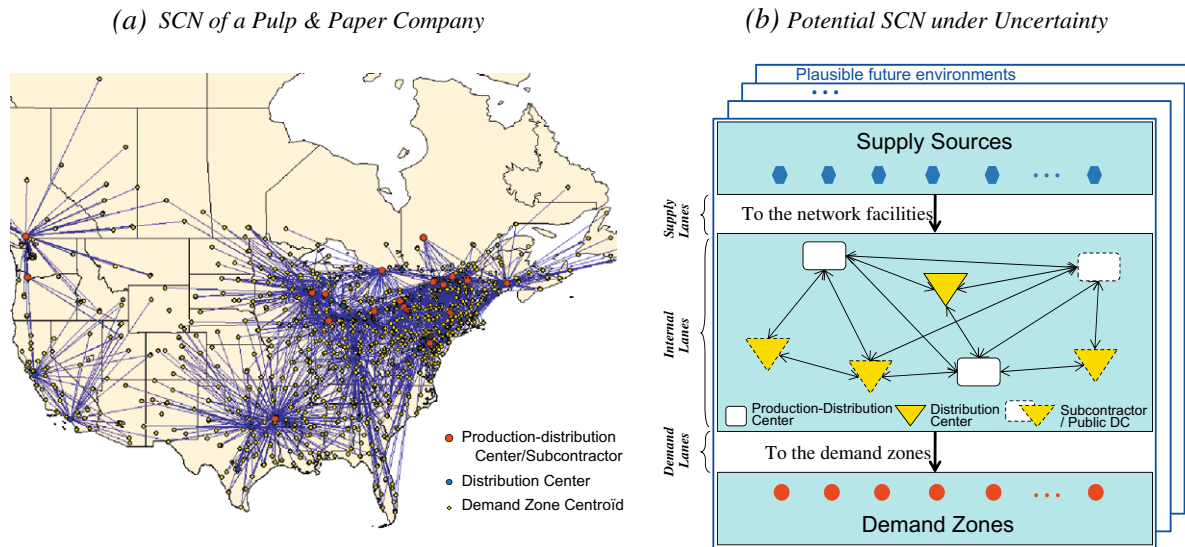 (a) SCN of a Pulp & Paper Company
Production-distribution
Center/Subcontractor
Distribution Center
Demand Zone Centroïd
(b) Potential SCN under Uncertainty
Plausible future environments
• • •
Supply Sources
• • •
Supply
Lanes
To the network facilities
Internal
Lanes
Production-Distribution
Center
Distribution
Center
Subcontractor
/ Public DC
Demand
Lanes
To the demand zones
• • •
Demand Zones